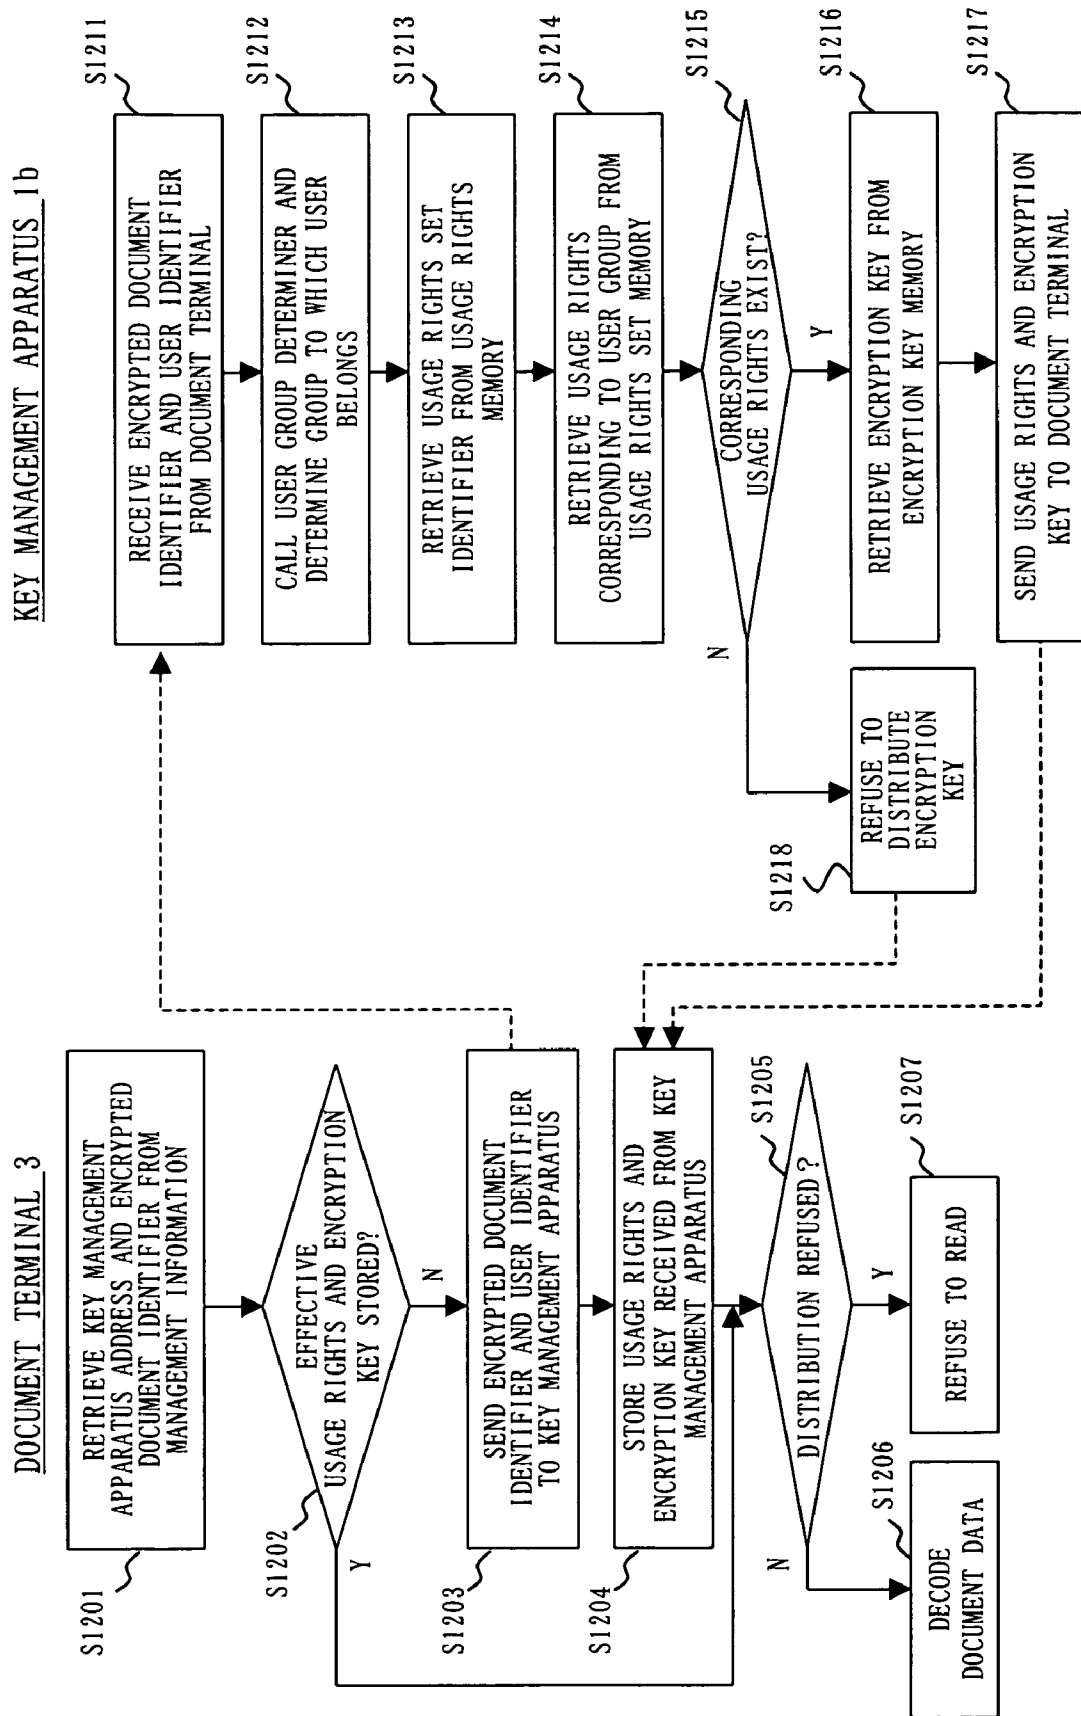 DOCUMENT TERMINAL 3
S1201
RETRIEVE KEY MANAGEMENT
APPARATUS ADDRESS AND ENCRYPTED
DOCUMENT IDENTIFIER FROM
MANAGEMENT INFORMATION
S1202
EFFECTIVE
USAGE RIGHTS AND ENCRYPTION
KEY STORED?
Y
N
S1203
SEND ENCRYPTED DOCUMENT
IDENTIFIER AND USER IDENTIFIER
TO KEY MANAGEMENT APPARATUS
S1204
STORE USAGE RIGHTS AND
ENCRYPTION KEY RECEIVED FROM KEY
MANAGEMENT APPARATUS
S1205
DISTRIBUTION REFUSED?
N
Y
S1206
DECODE
DOCUMENT DATA
S1207
REFUSE TO READ
KEY MANAGEMENT APPARATUS 1b
S1211
RECEIVE ENCRYPTED DOCUMENT
IDENTIFIER AND USER IDENTIFIER
FROM DOCUMENT TERMINAL
S1212
CALL USER GROUP DETERMINER AND
DETERMINE GROUP TO WHICH USER
BELONGS
S1213
RETRIEVE USAGE RIGHTS SET
IDENTIFIER FROM USAGE RIGHTS
MEMORY
S1214
RETRIEVE USAGE RIGHTS
CORRESPONDING TO USER GROUP FROM
USAGE RIGHTS SET MEMORY
S1215
CORRESPONDING
USAGE RIGHTS EXIST?
N
Y
S1218
REFUSE TO
DISTRIBUTE
ENCRYPTION
KEY
S1216
RETRIEVE ENCRYPTION KEY FROM
ENCRYPTION KEY MEMORY
S1217
SEND USAGE RIGHTS AND ENCRYPTION
KEY TO DOCUMENT TERMINAL